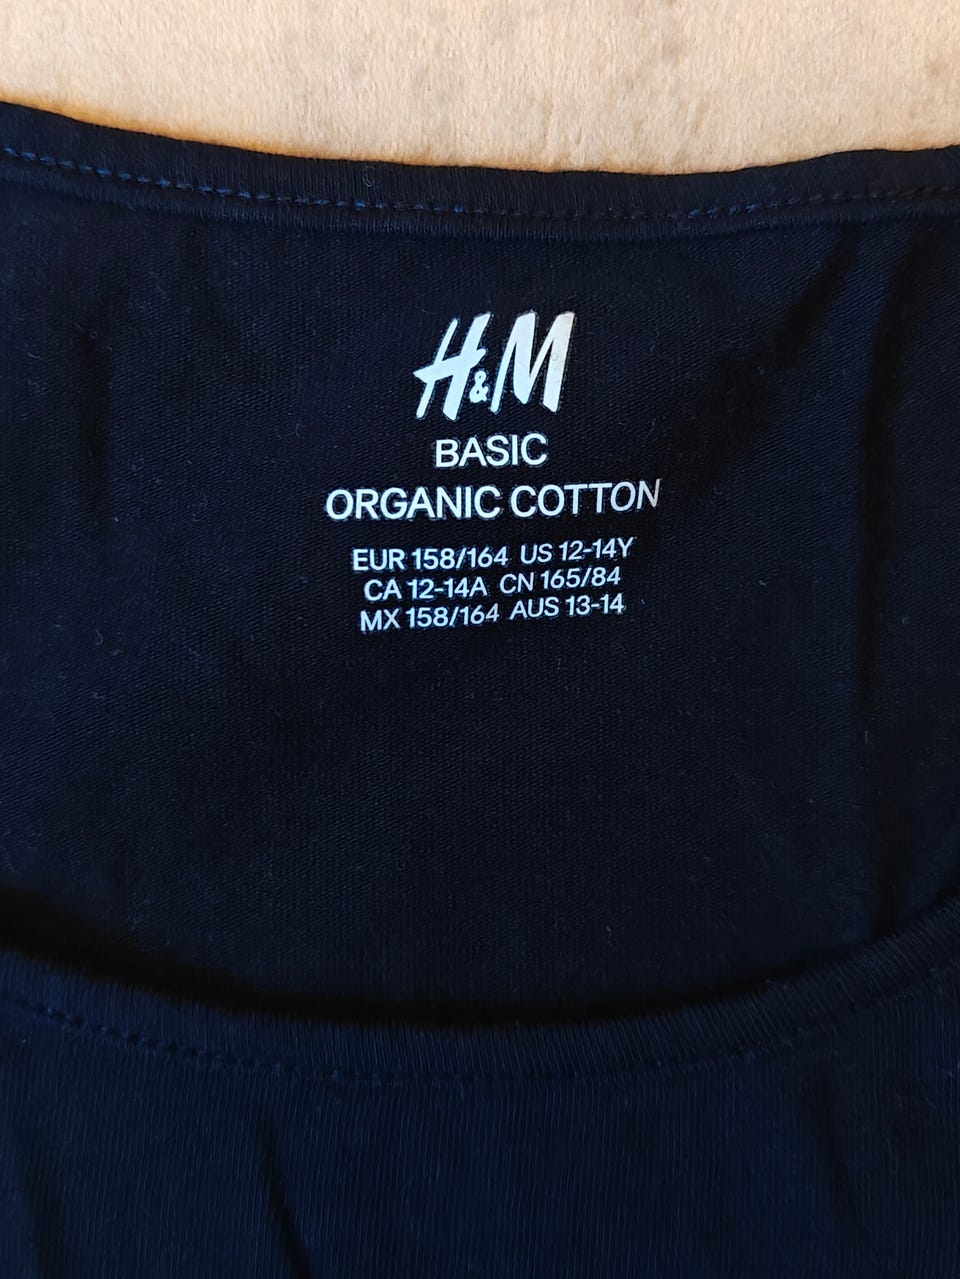 H&M
BASIC
ORGANIC COTTON
EUR 158/164 US 12-14Y
CA 12-14A CN 165/84
MX 158/164 AUS 13-14